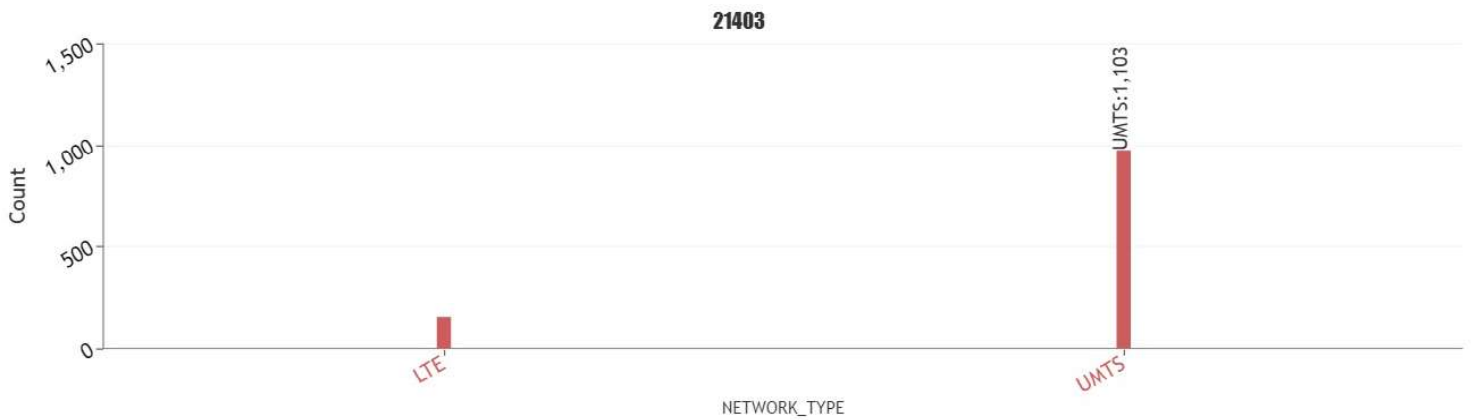 21403
1,500
1,000
500
0
Count
UMTS:1,103
LTE
UMTS
NETWORK_TYPE